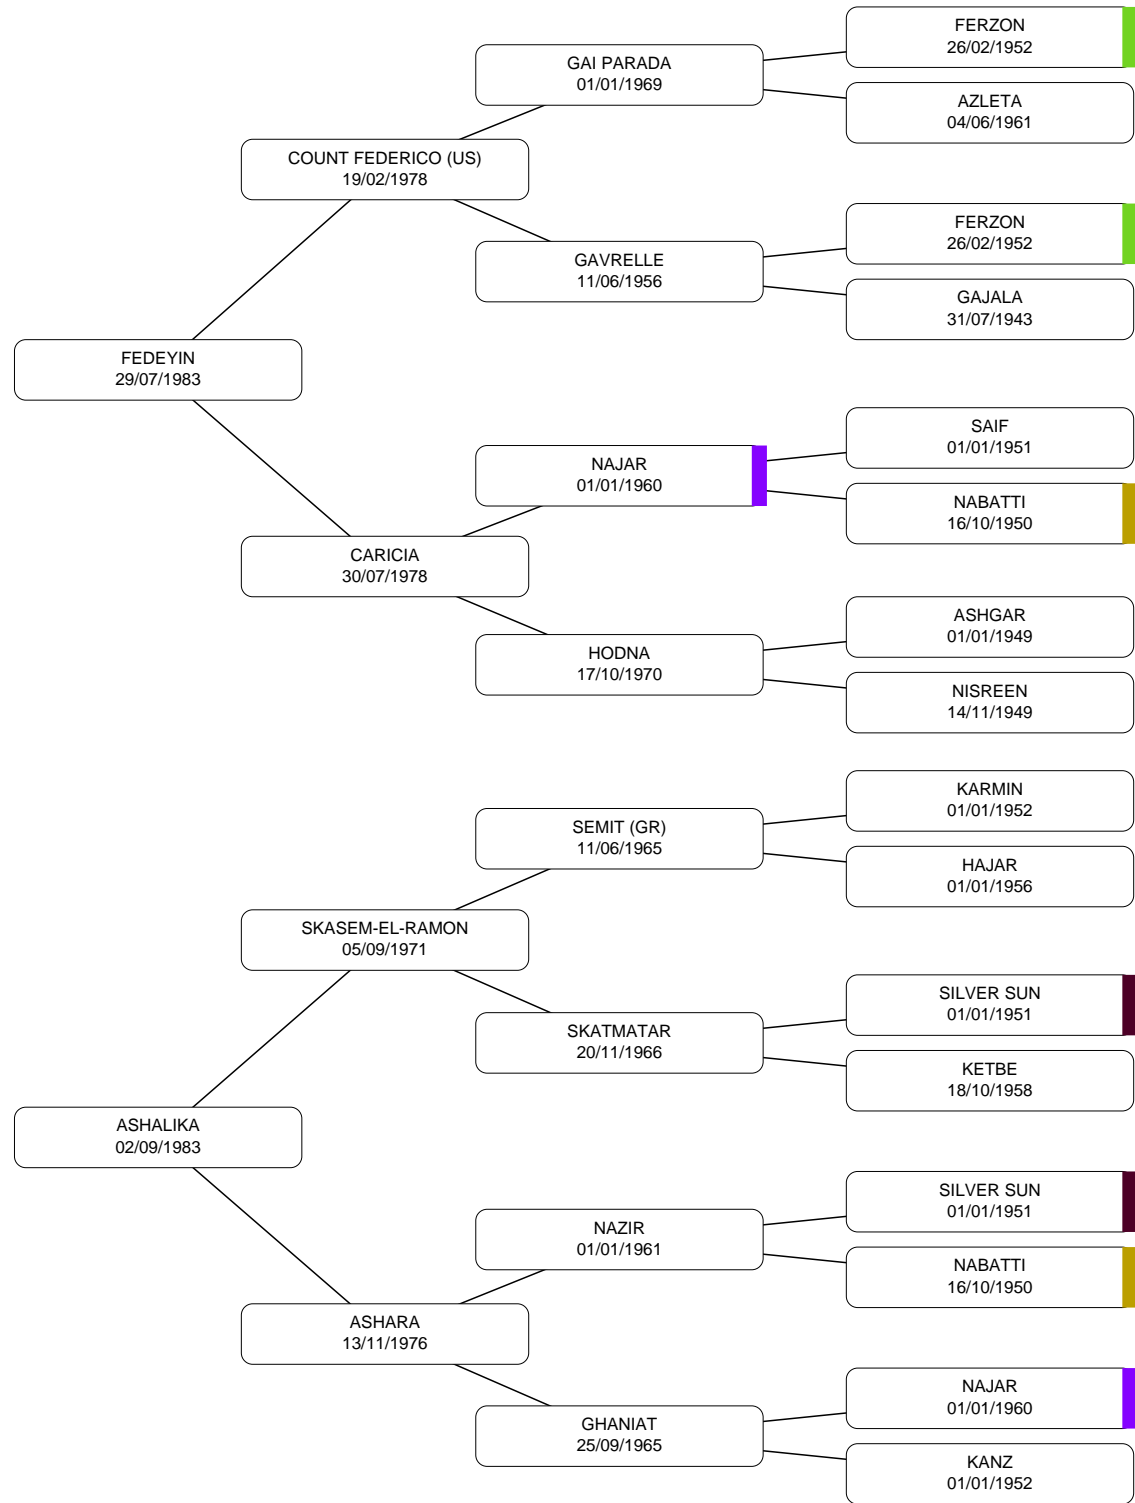 FERZON
26/02/1952
GAI PARADA
01/01/1969
AZLETA
04/06/1961
COUNT FEDERICO (US)
19/02/1978
FERZON
26/02/1952
GAVRELLE
11/06/1956
GAJALA
31/07/1943
FEDEYIN
29/07/1983
SAIF
01/01/1951
NAJAR
01/01/1960
NABATTI
16/10/1950
CARICIA
30/07/1978
ASHGAR
01/01/1949
HODNA
17/10/1970
NISREEN
14/11/1949
KARMIN
01/01/1952
SEMIT (GR)
11/06/1965
HAJAR
01/01/1956
SKASEM-EL-RAMON
05/09/1971
SILVER SUN
01/01/1951
SKATMATAR
20/11/1966
KETBE
18/10/1958
ASHALIKA
02/09/1983
SILVER SUN
01/01/1951
NAZIR
01/01/1961
NABATTI
16/10/1950
ASHARA
13/11/1976
NAJAR
01/01/1960
GHANIAT
25/09/1965
KANZ
01/01/1952